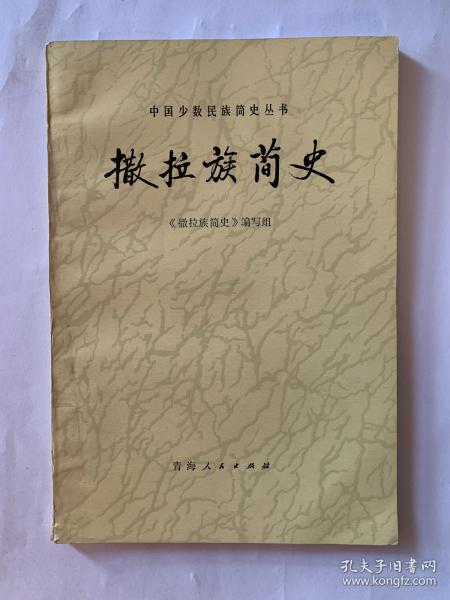 中国少数民族简史丛书
撒拉族简史
《撒拉族简史》编写组
青海人民出版社
孔夫子旧书网
www.kongfz.com